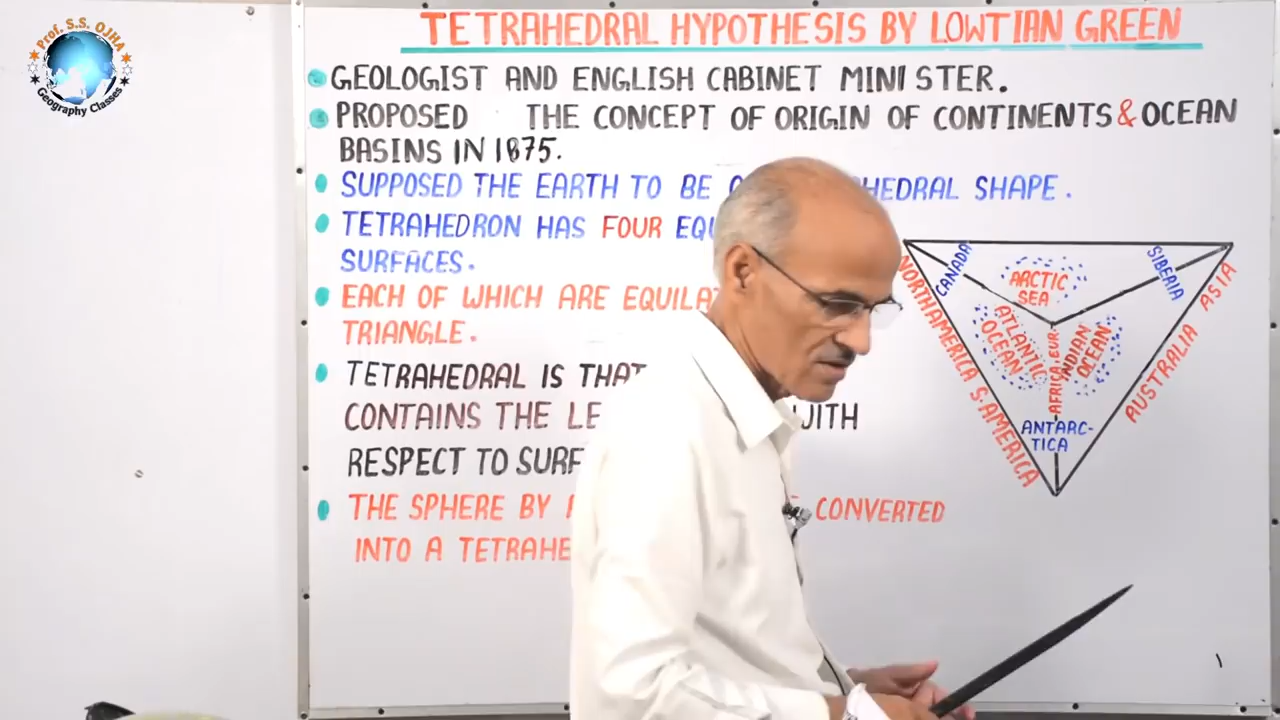 Prof. S.S. OJHA
Geography Classes
TETRAHEDRAL HYPOTHESIS BY LOWTIAN GREEN
GEOLOGIST AND ENGLISH CABINET MINISTER.
PROPOSED THE CONCEPT OF ORIGIN OF CONTINENTS & OCEAN
BASINS IN 1875.
SUPPOSED THE EARTH TO BE HEDRAL SHAPE.
TETRAHEDRON HAS FOUR EQU
SURFACES.
EACH OF WHICH ARE EQUILA
TRIANGLE.
TETRAHEDRAL IS THAT
CONTAINS THE LE WITH
RESPECT TO SURF
THE SPHERE BY CONVERTED
INTO A TETRAHE
CANADA
SIBERIA
ARCTIC
SEA
NORTHAMERICA S.AMERICA
ATLANTIC
OCEAN
AFRICA, EUR.
INDIAN
OCEAN
AUSTRALIA ASIA
ANTARC-
TICA